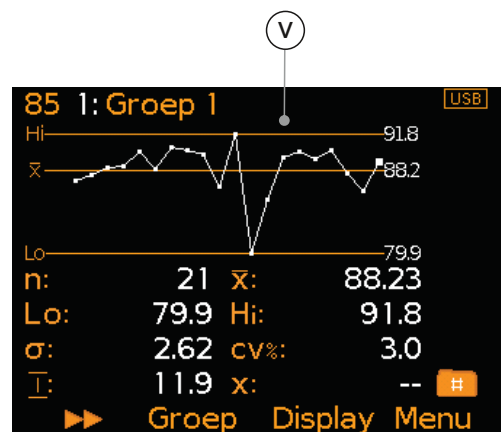 V
85 1: Groep 1 USB
Hi 91.8
x̅ 88.2
Lo 79.9
n: 21 x̅: 88.23
Lo: 79.9 Hi: 91.8
σ: 2.62 cv%: 3.0
⌶: 11.9 x: -- #
▶▶ Groep Display Menu